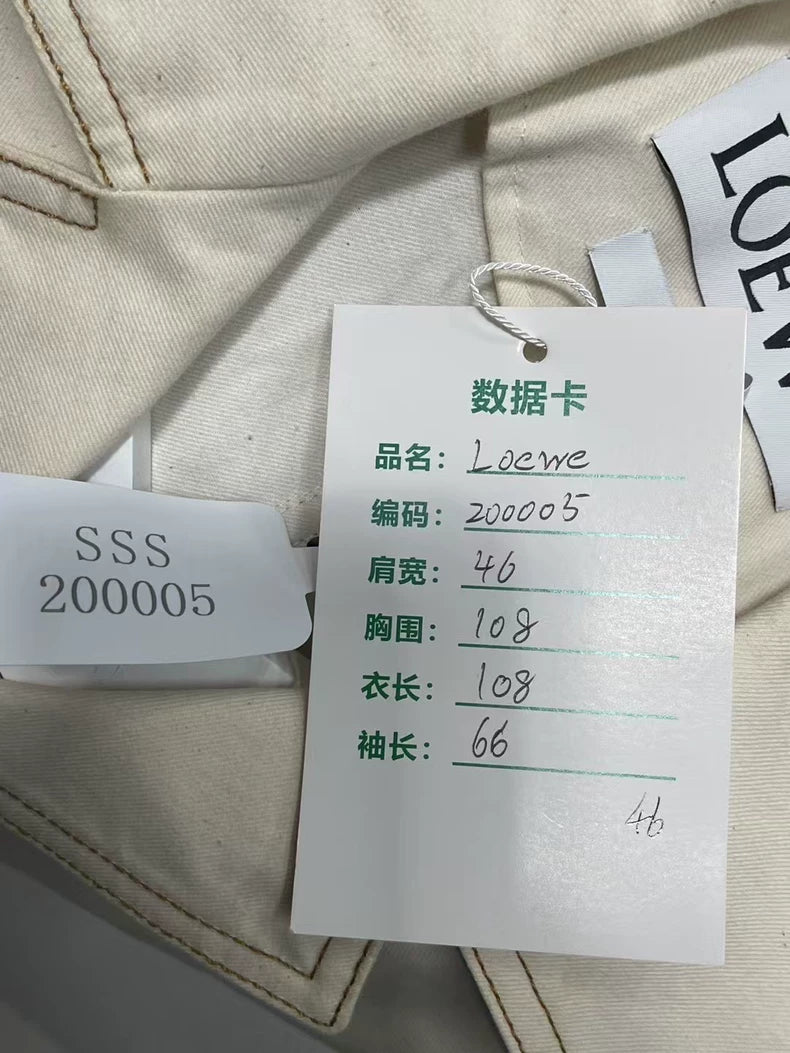 LOEW
数据卡
品名: Loewe
编码: 200005
肩宽: 46
胸围: 108
衣长: 108
袖长: 66
46
SSS
200005